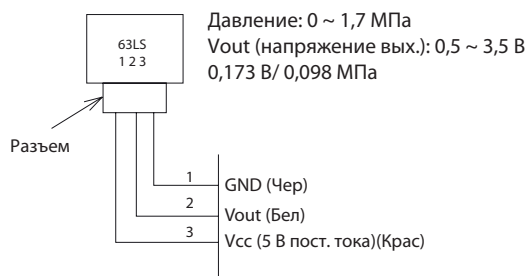 63LS
1 2 3
Давление: 0 ~ 1,7 МПа
Vout (напряжение вых.): 0,5 ~ 3,5 В
0,173 В/ 0,098 МПа
Разъем
1
GND (Чер)
2
Vout (Бел)
3
Vcc (5 В пост. тока)(Крас)